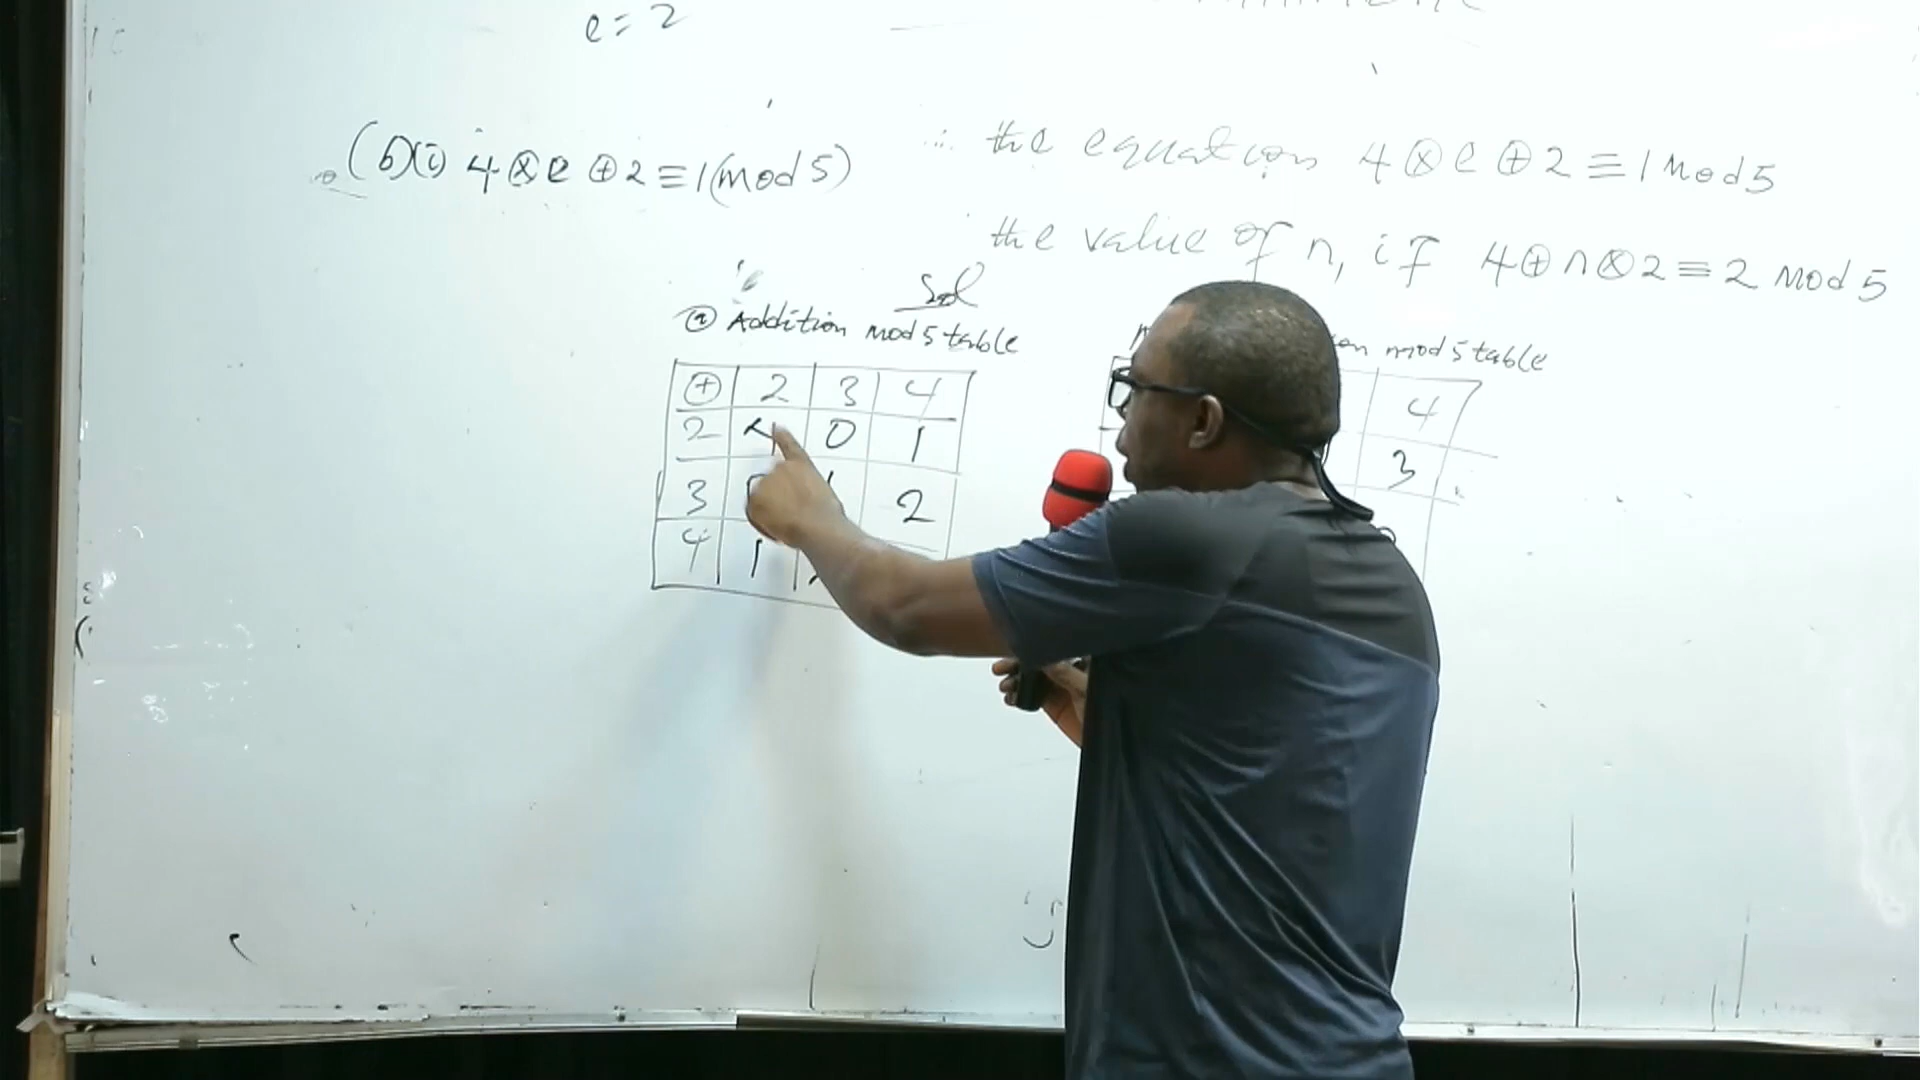 e = 2
(b)(i) 4 ⊗ e ⊕ 2 ≡ 1(mod 5)
the equation 4 ⊗ e ⊕ 2 ≡ 1 Mod 5
the value of n, if 4 ⊕ n ⊗ 2 ≡ 2 Mod 5
Sol
(a) Addition mod 5 table
mod 5 table
⊕ 2 3 4
2 0 1
3 2
4 1
4
3